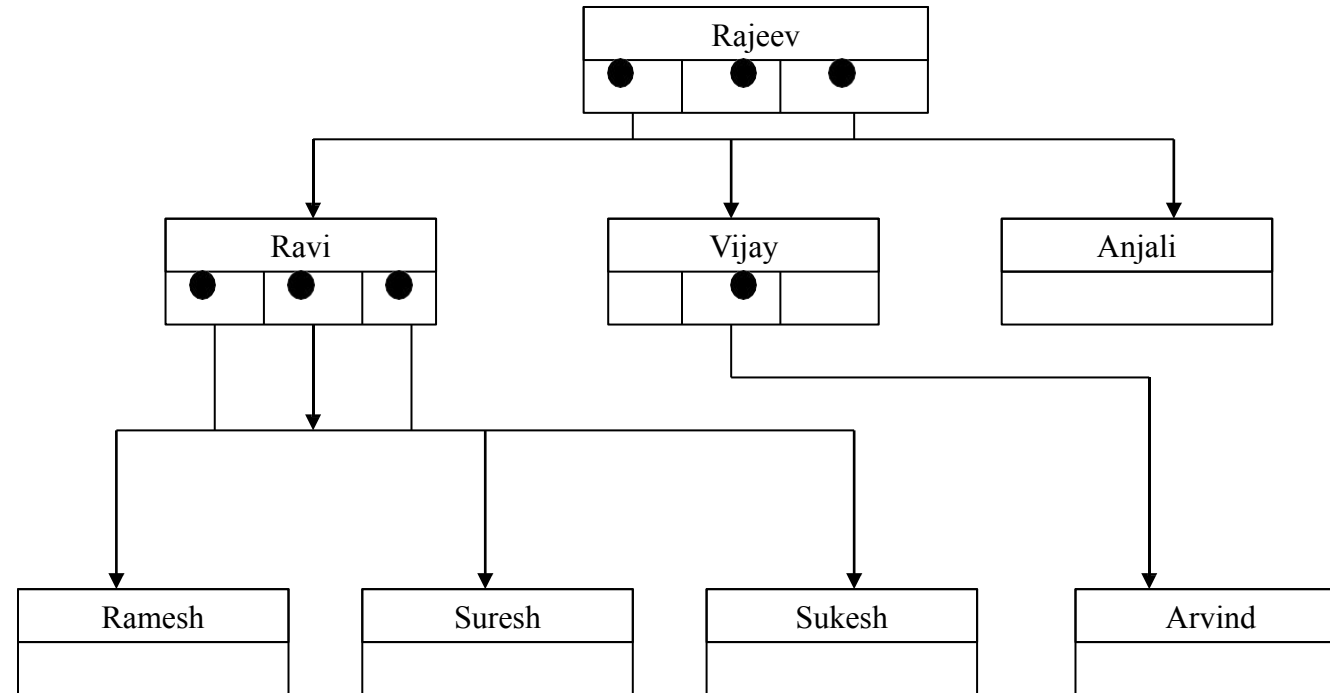 Rajeev
Ravi
Vijay
Anjali
Ramesh
Suresh
Sukesh
Arvind